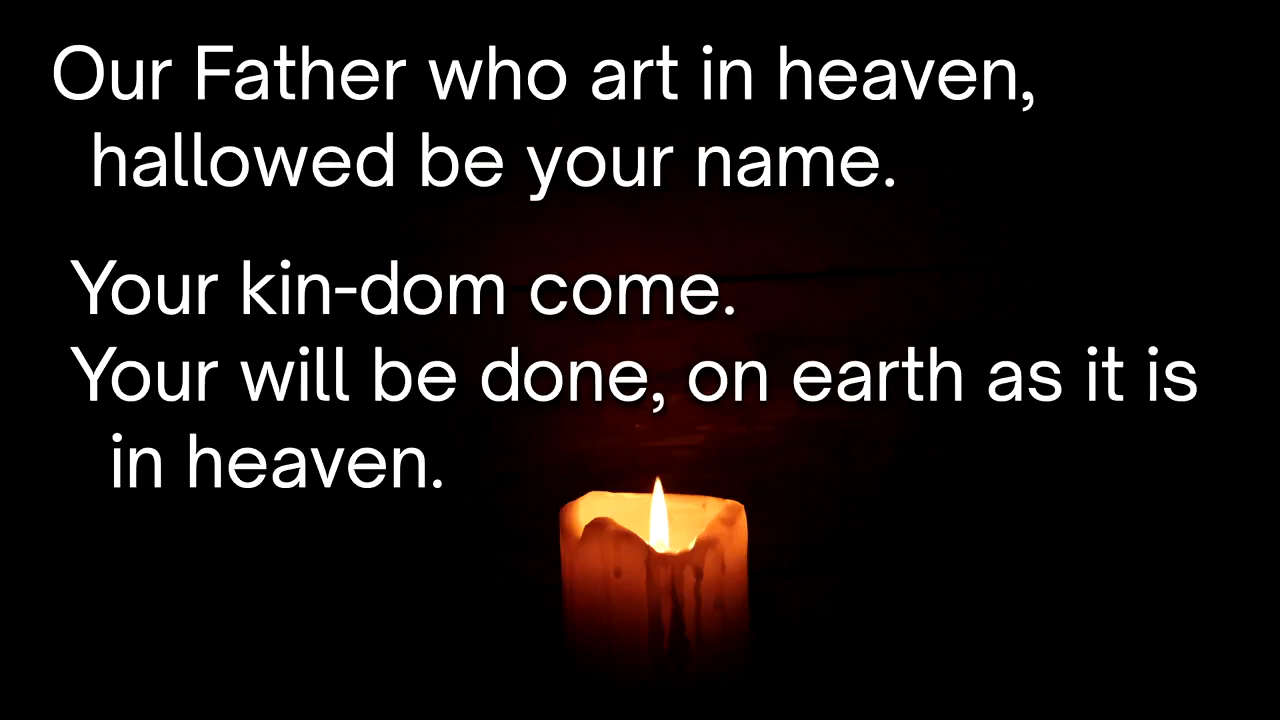 Our Father who art in heaven,
hallowed be your name.
Your kin-dom come.
Your will be done, on earth as it is
in heaven.